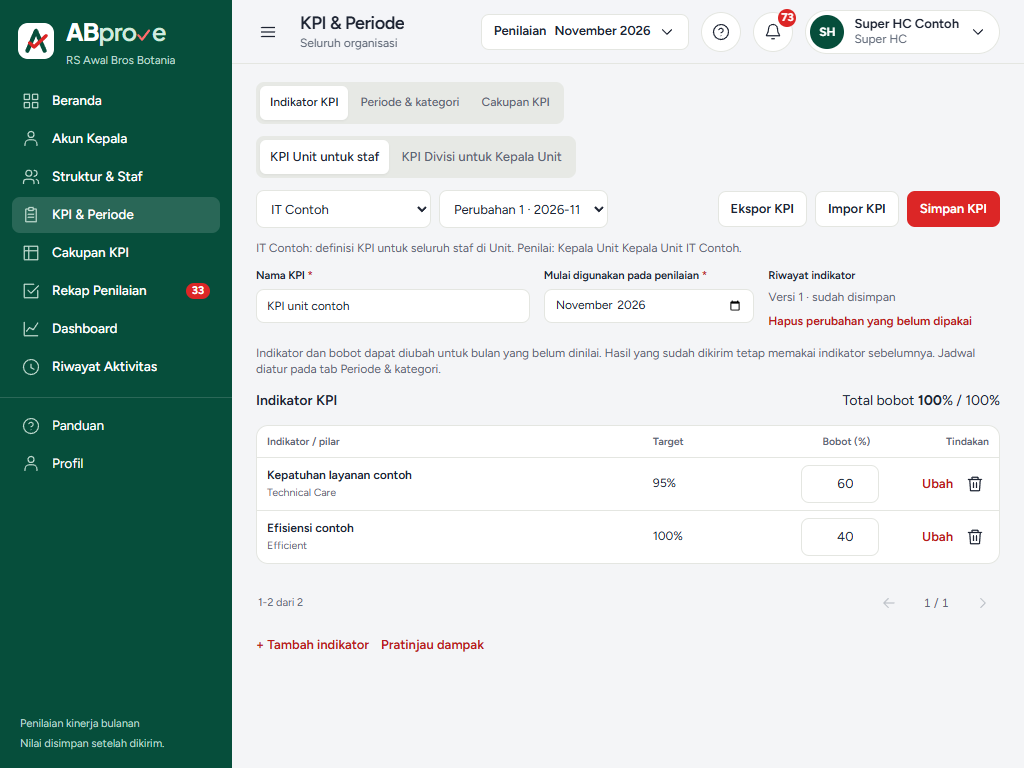 ABprove
RS Awal Bros Botania
Beranda
Akun Kepala
Struktur & Staf
KPI & Periode
Cakupan KPI
Rekap Penilaian 33
Dashboard
Riwayat Aktivitas
Panduan
Profil
Penilaian kinerja bulanan
Nilai disimpan setelah dikirim.
KPI & Periode
Seluruh organisasi
Penilaian November 2026
73
SH
Super HC Contoh
Super HC
Indikator KPI Periode & kategori Cakupan KPI
KPI Unit untuk staf KPI Divisi untuk Kepala Unit
IT Contoh Perubahan 1 · 2026-11 Ekspor KPI Impor KPI Simpan KPI
IT Contoh: definisi KPI untuk seluruh staf di Unit. Penilai: Kepala Unit Kepala Unit IT Contoh.
Nama KPI * Mulai digunakan pada penilaian * Riwayat indikator
KPI unit contoh November 2026 Versi 1 · sudah disimpan
Hapus perubahan yang belum dipakai
Indikator dan bobot dapat diubah untuk bulan yang belum dinilai. Hasil yang sudah dikirim tetap memakai indikator sebelumnya. Jadwal
diatur pada tab Periode & kategori.
Indikator KPI Total bobot 100% / 100%
Indikator / pilar Target Bobot (%) Tindakan
Kepatuhan layanan contoh 95% 60 Ubah
Technical Care
Efisiensi contoh 100% 40 Ubah
Efficient
1-2 dari 2 1 / 1
+ Tambah indikator Pratinjau dampak